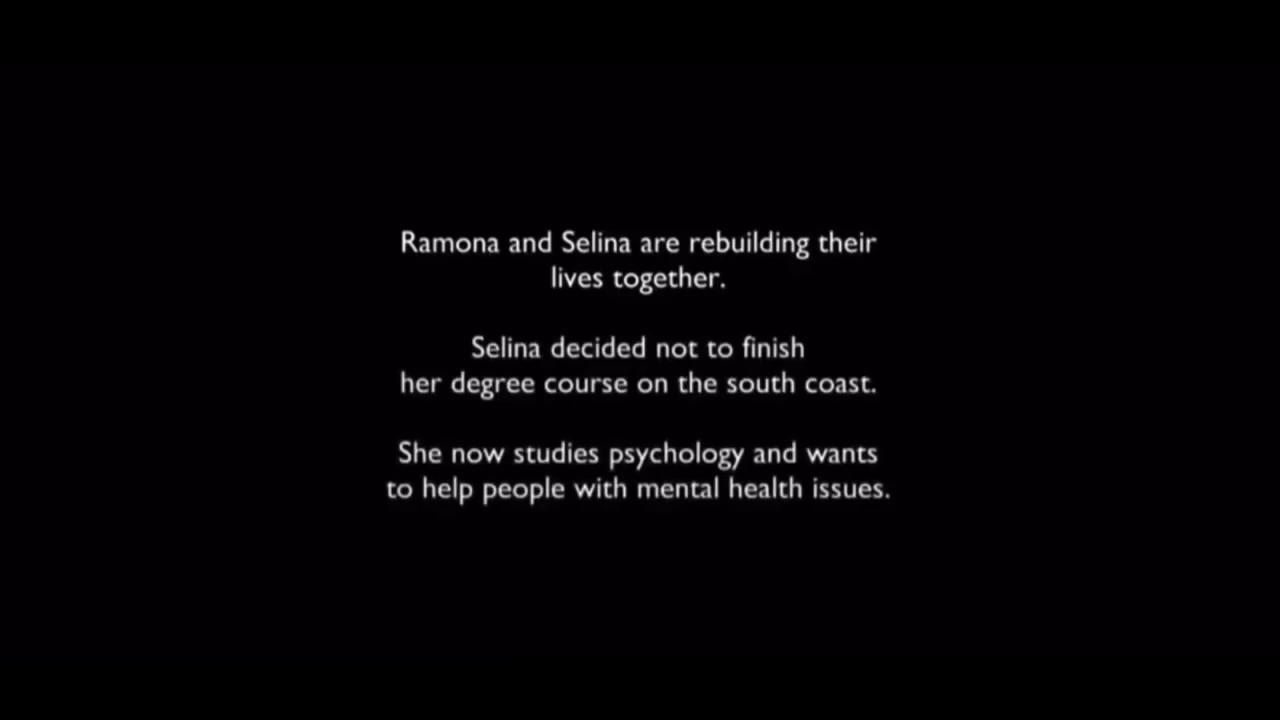 Ramona and Selina are rebuilding their
lives together.
Selina decided not to finish
her degree course on the south coast.
She now studies psychology and wants
to help people with mental health issues.